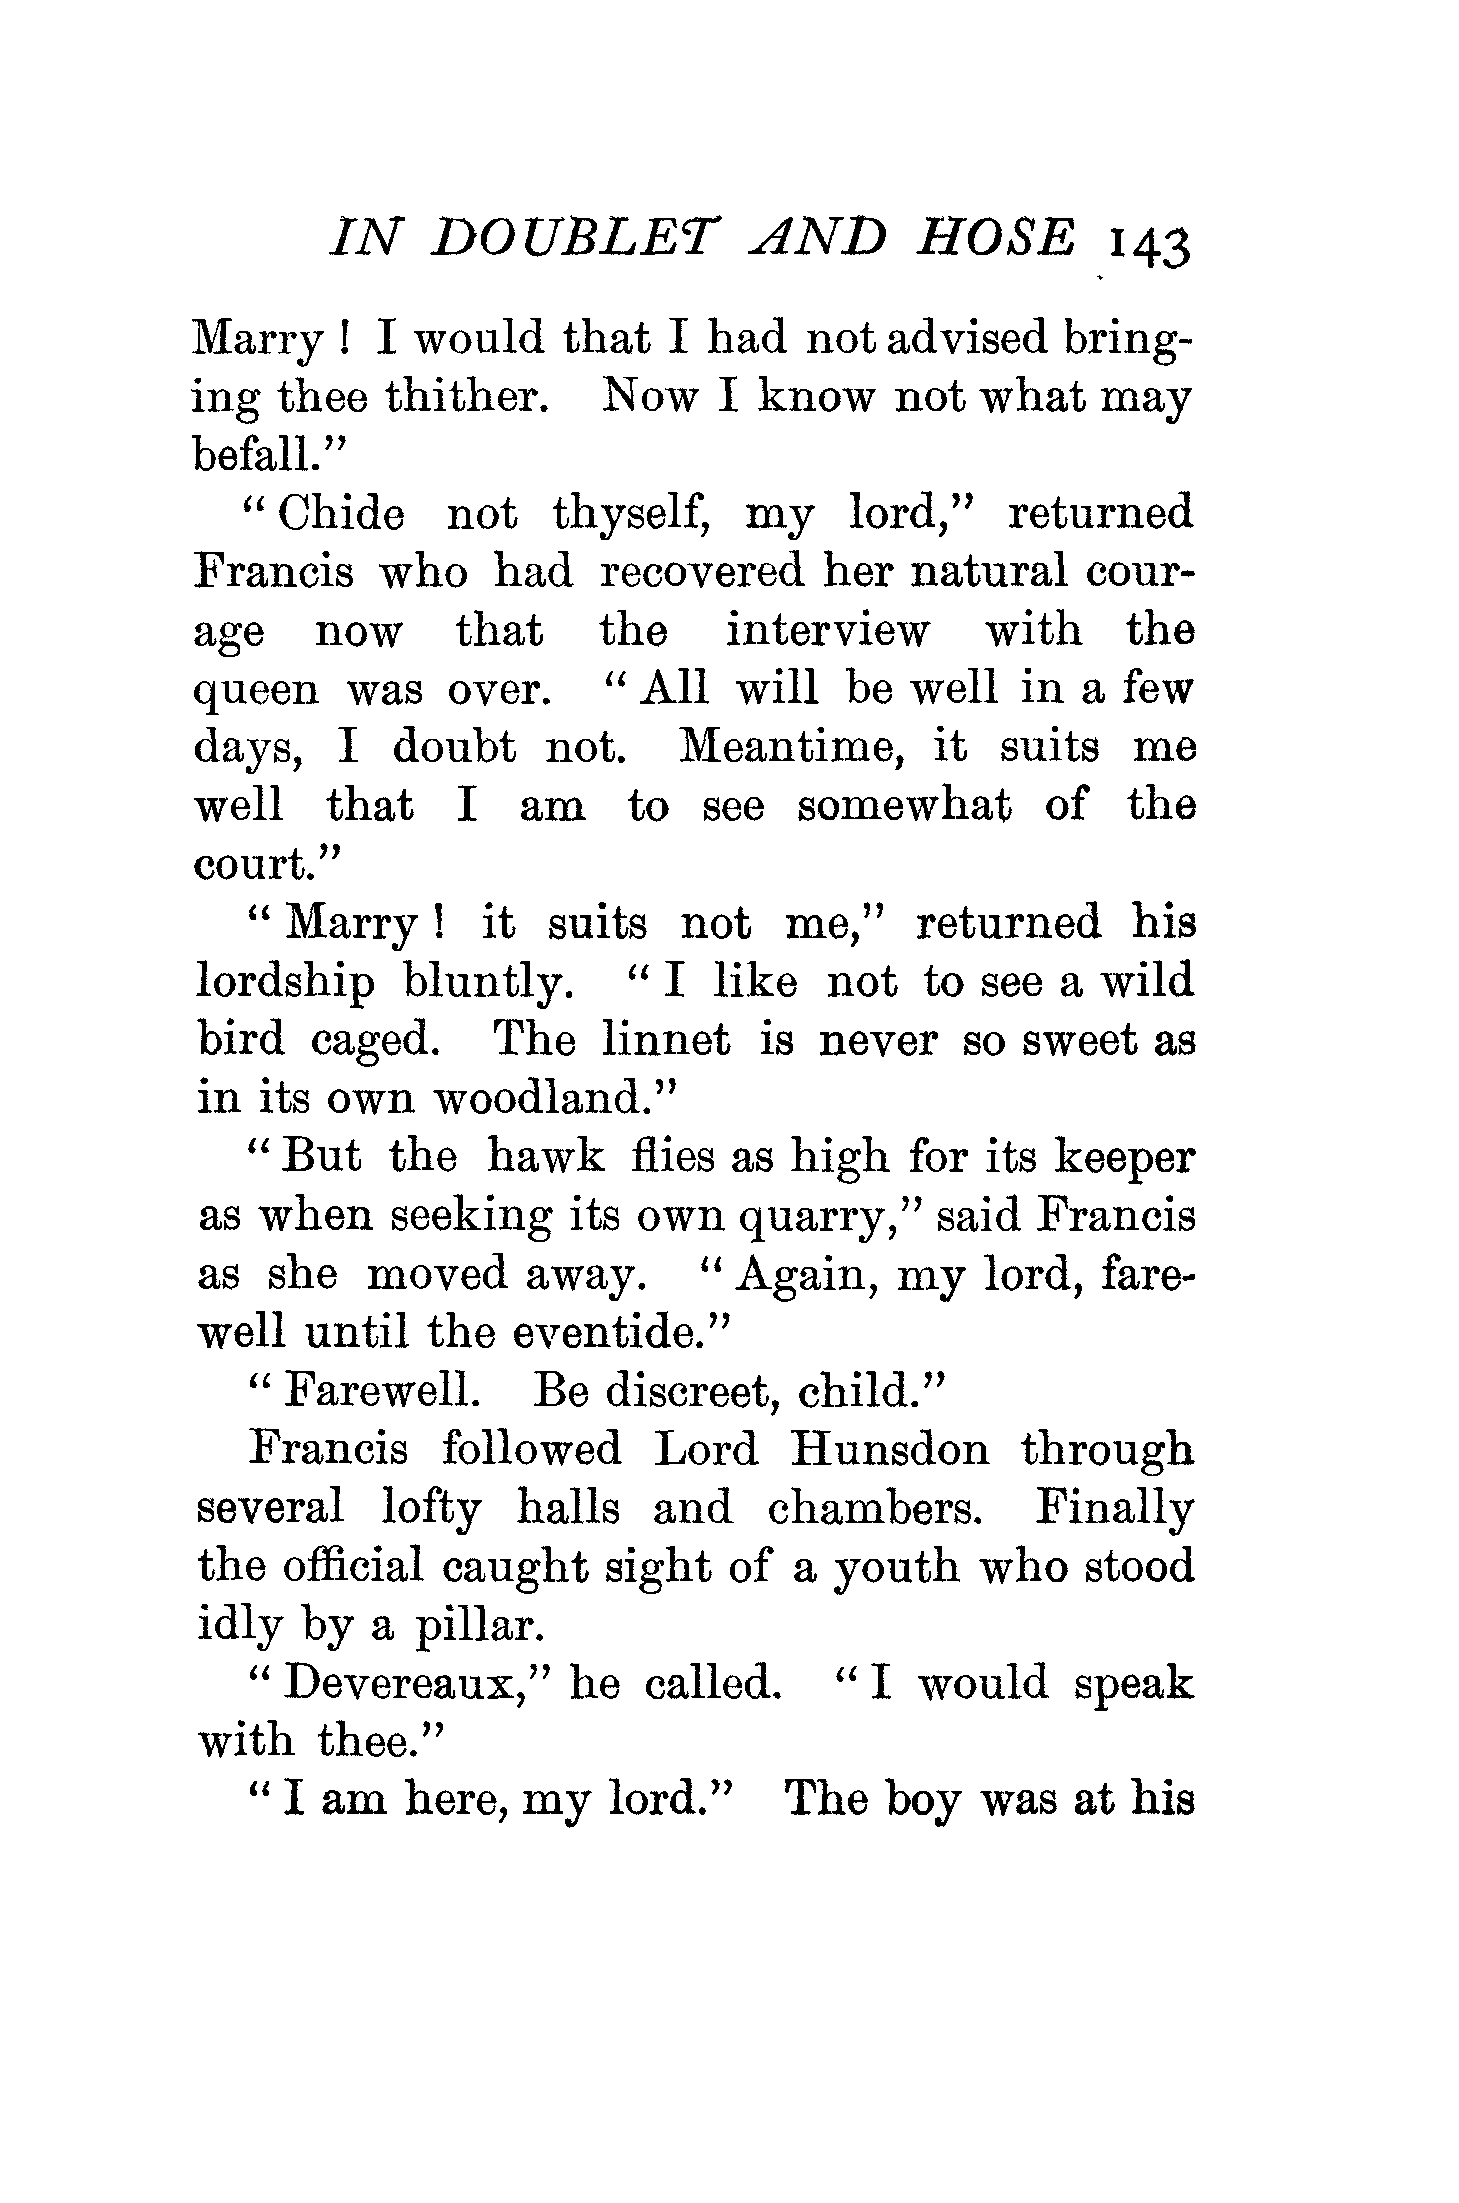 IN DOUBLET AND HOSE 143
Marry ! I would that I had not advised bring-
ing thee thither. Now I know not what may
befall.”
“ Chide not thyself, my lord,” returned
Francis who had recovered her natural cour-
age now that the interview with the
queen was over. “ All will be well in a few
days, I doubt not. Meantime, it suits me
well that I am to see somewhat of the
court.”
“ Marry ! it suits not me,” returned his
lordship bluntly. “ I like not to see a wild
bird caged. The linnet is never so sweet as
in its own woodland.”
“ But the hawk flies as high for its keeper
as when seeking its own quarry,” said Francis
as she moved away. “ Again, my lord, fare-
well until the eventide.”
“ Farewell. Be discreet, child.”
Francis followed Lord Hunsdon through
several lofty halls and chambers. Finally
the official caught sight of a youth who stood
idly by a pillar.
“ Devereaux,” he called. “ I would speak
with thee.”
“ I am here, my lord.” The boy was at his